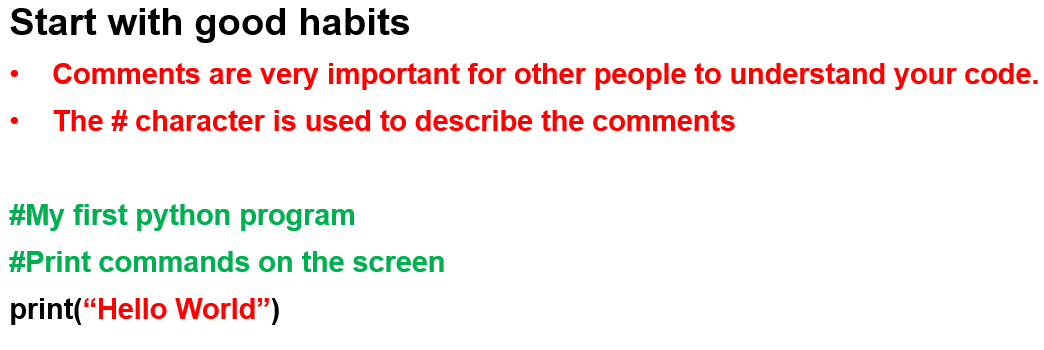 Start with good habits
• Comments are very important for other people to understand your code.
• The # character is used to describe the comments
#My first python program
#Print commands on the screen
print(“Hello World”)